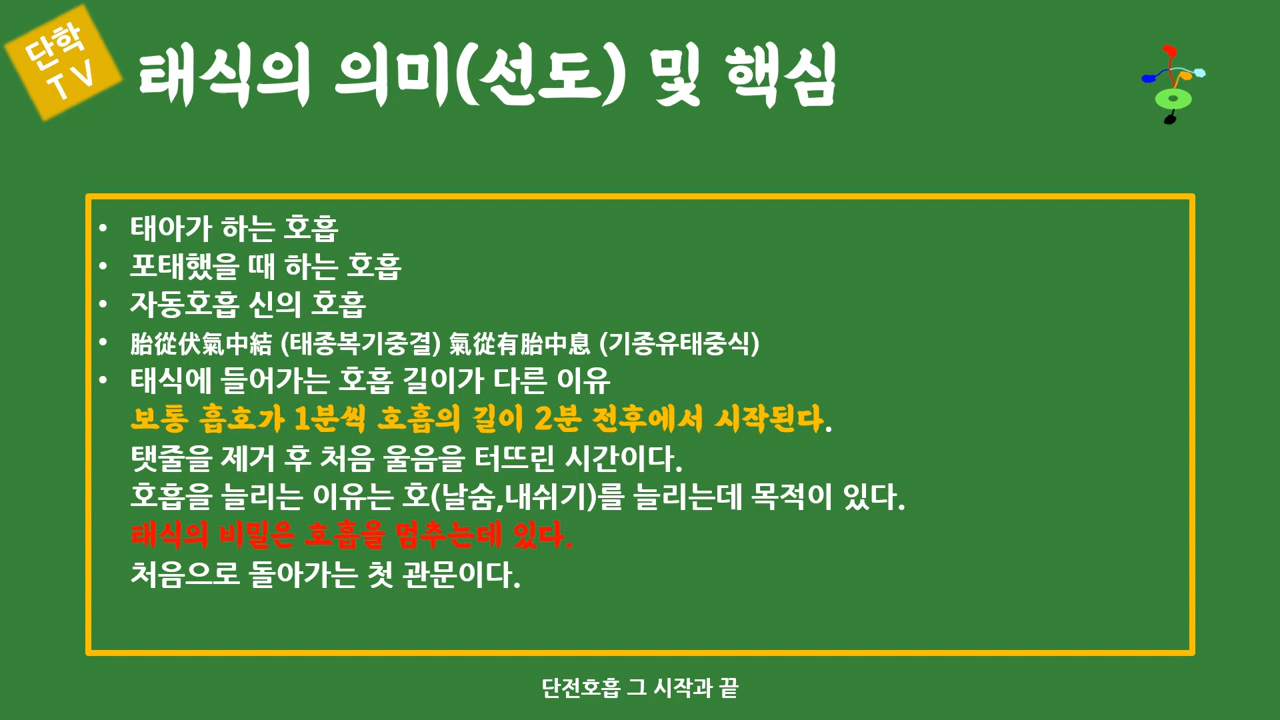 단학
TV
태식의 의미(선도) 및 핵심
• 태아가 하는 호흡
• 포태했을 때 하는 호흡
• 자동호흡 신의 호흡
• 胎從伏氣中結 (태종복기중결) 氣從有胎中息 (기종유태중식)
• 태식에 들어가는 호흡 길이가 다른 이유
보통 흡호가 1분씩 호흡의 길이 2분 전후에서 시작된다.
탯줄을 제거 후 처음 울음을 터뜨린 시간이다.
호흡을 늘리는 이유는 호(날숨,내쉬기)를 늘리는데 목적이 있다.
태식의 비밀은 호흡을 멈추는데 있다.
처음으로 돌아가는 첫 관문이다.
단전호흡 그 시작과 끝